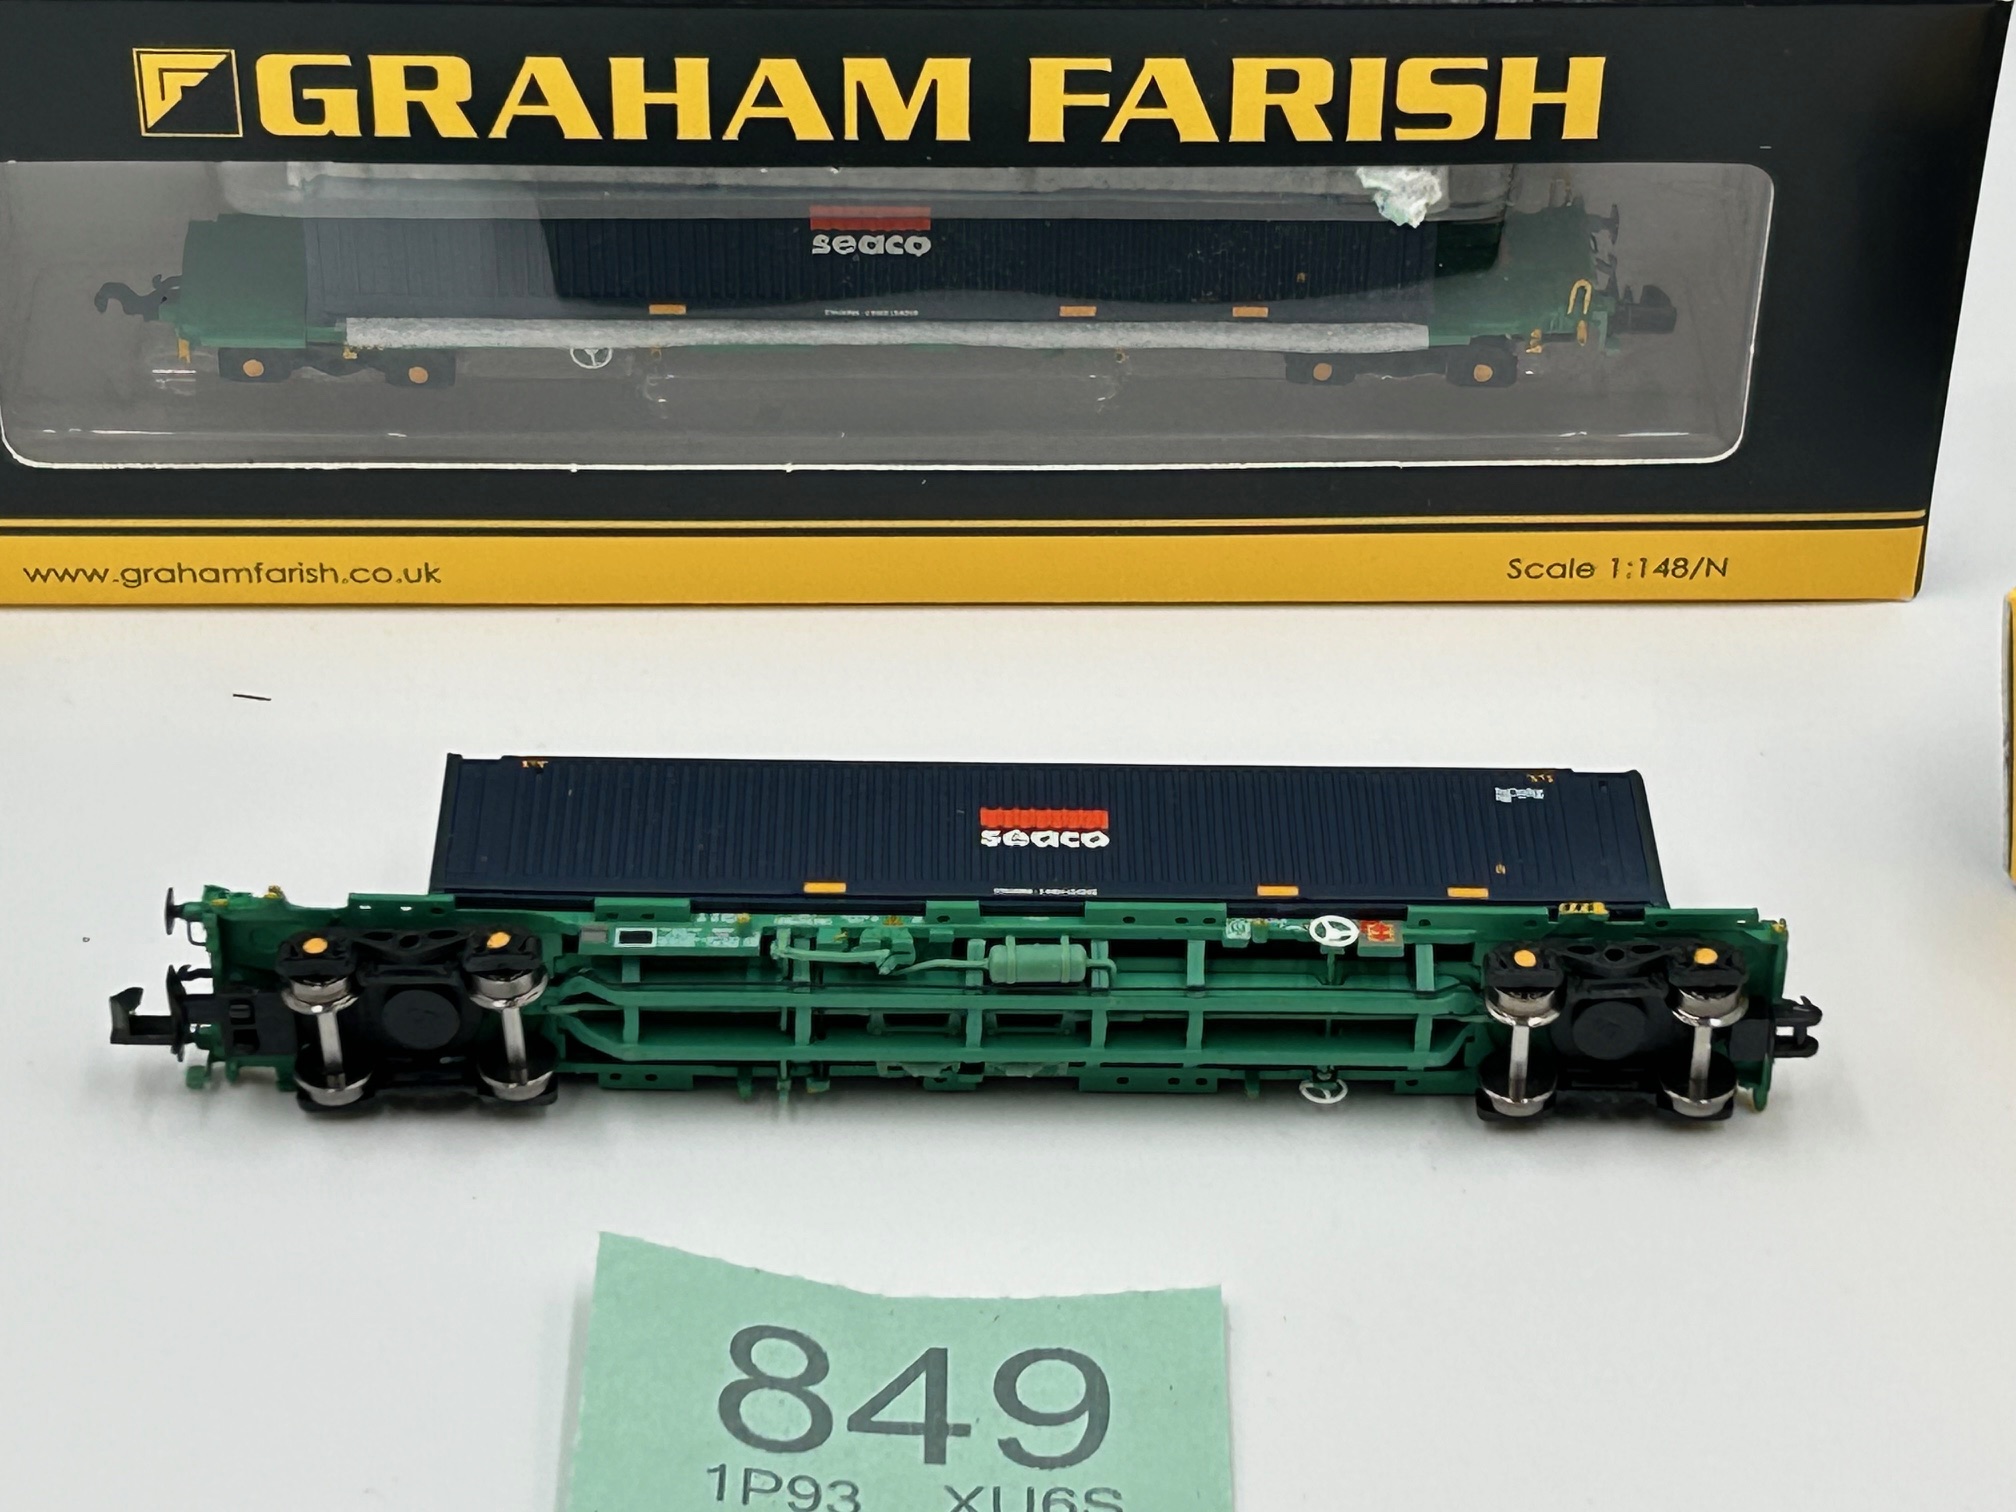 GRAHAM FARISH
seaco
www.grahamfarish.co.uk
Scale 1:148/N
seaco
849
1P93 XU6S